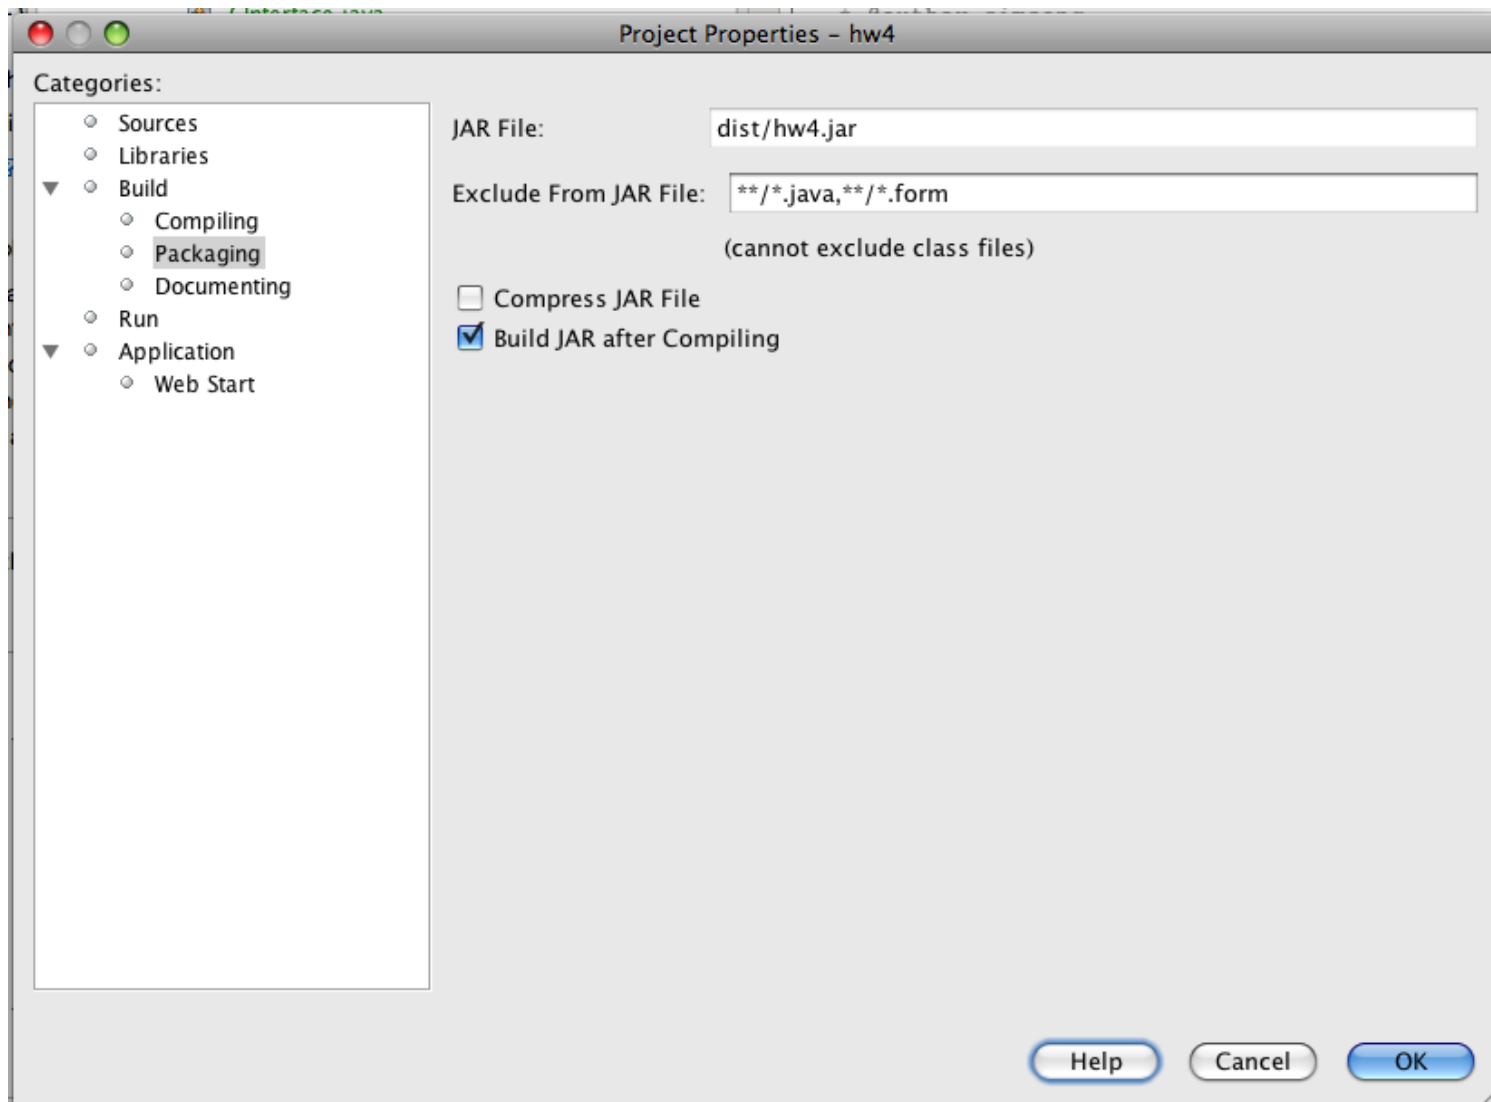 Project Properties – hw4
Categories:
Sources
Libraries
Build
Compiling
Packaging
Documenting
Run
Application
Web Start
JAR File:
dist/hw4.jar
Exclude From JAR File:
**/*.java,**/*.form
(cannot exclude class files)
Compress JAR File
Build JAR after Compiling
Help
Cancel
OK